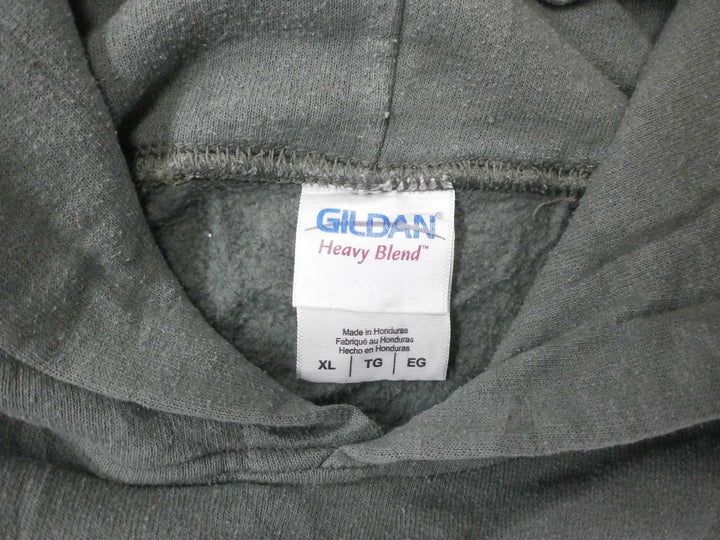 GILDAN®
Heavy Blend™
Made in Honduras
Fabriqué au Honduras
Hecho en Honduras
XL | TG | EG